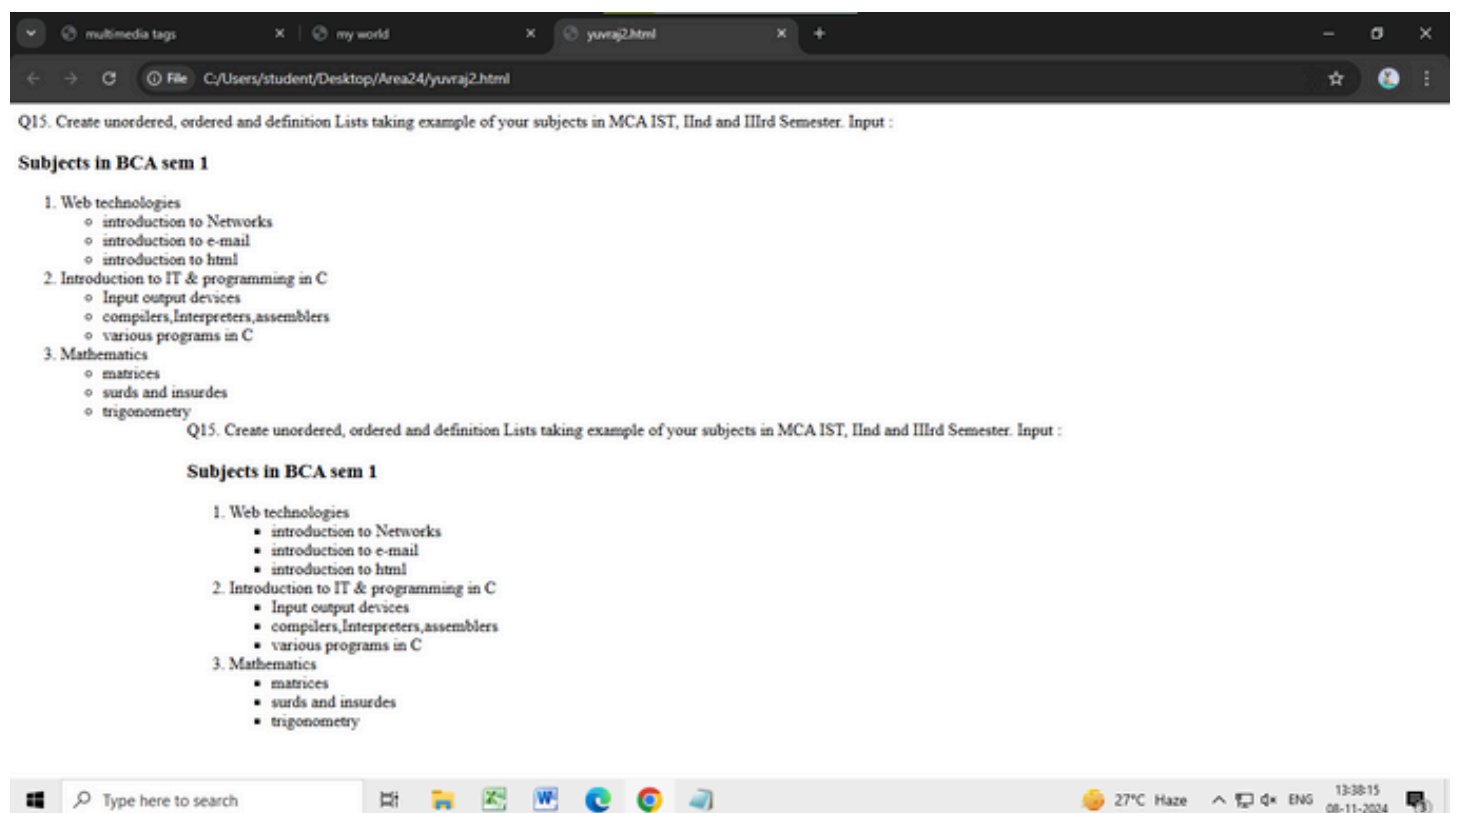 multimedia tags
my world
yuvraj2.html
File C:/Users/student/Desktop/Area24/yuvraj2.html
Q15. Create unordered, ordered and definition Lists taking example of your subjects in MCA IST, IInd and IIIrd Semester. Input :
Subjects in BCA sem 1
1. Web technologies
introduction to Networks
introduction to e-mail
introduction to html
2. Introduction to IT & programming in C
Input output devices
compilers,Interpreters,assemblers
various programs in C
3. Mathematics
matrices
surds and insurdes
trigonometry
Q15. Create unordered, ordered and definition Lists taking example of your subjects in MCA IST, IInd and IIIrd Semester. Input :
Subjects in BCA sem 1
1. Web technologies
introduction to Networks
introduction to e-mail
introduction to html
2. Introduction to IT & programming in C
Input output devices
compilers,Interpreters,assemblers
various programs in C
3. Mathematics
matrices
surds and insurdes
trigonometry
Type here to search
27°C Haze
ENG
13:38:15
08-11-2024